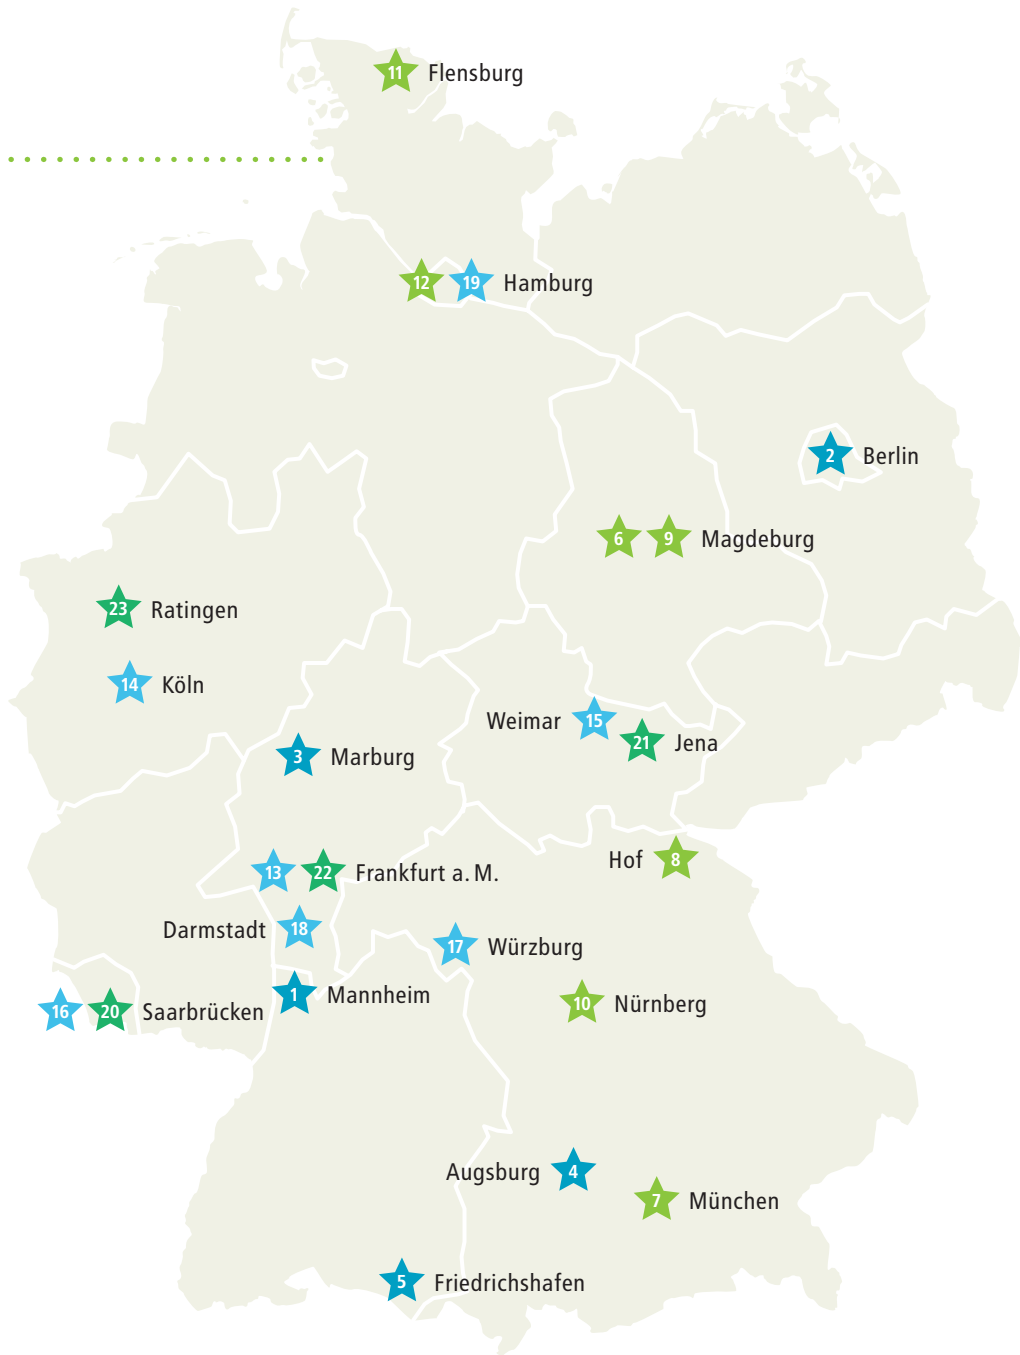 11 Flensburg
12 19 Hamburg
2 Berlin
6 9 Magdeburg
23 Ratingen
14 Köln
Weimar 15
21 Jena
3 Marburg
Hof 8
13 22 Frankfurt a. M.
Darmstadt 18
17 Würzburg
1 Mannheim
10 Nürnberg
16 20 Saarbrücken
Augsburg 4
7 München
5 Friedrichshafen